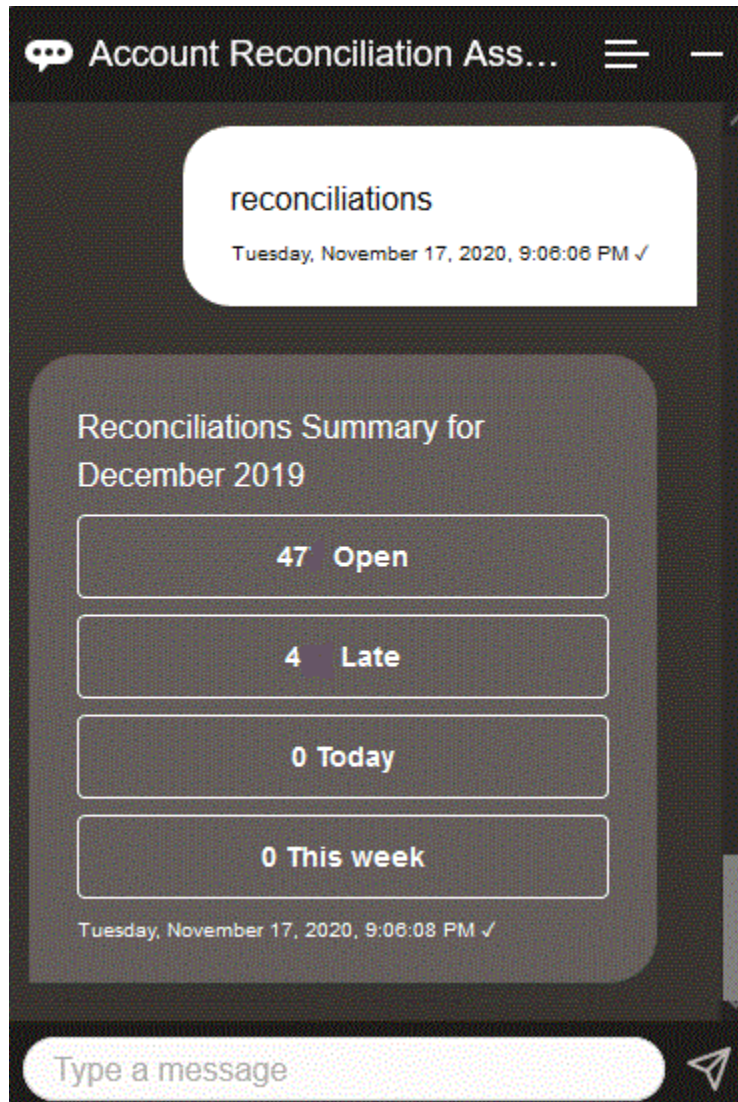 Account Reconciliation Ass...
reconciliations
Tuesday, November 17, 2020, 9:06:06 PM ✓
Reconciliations Summary for
December 2019
47 Open
4 Late
0 Today
0 This week
Tuesday, November 17, 2020, 9:06:08 PM ✓
Type a message